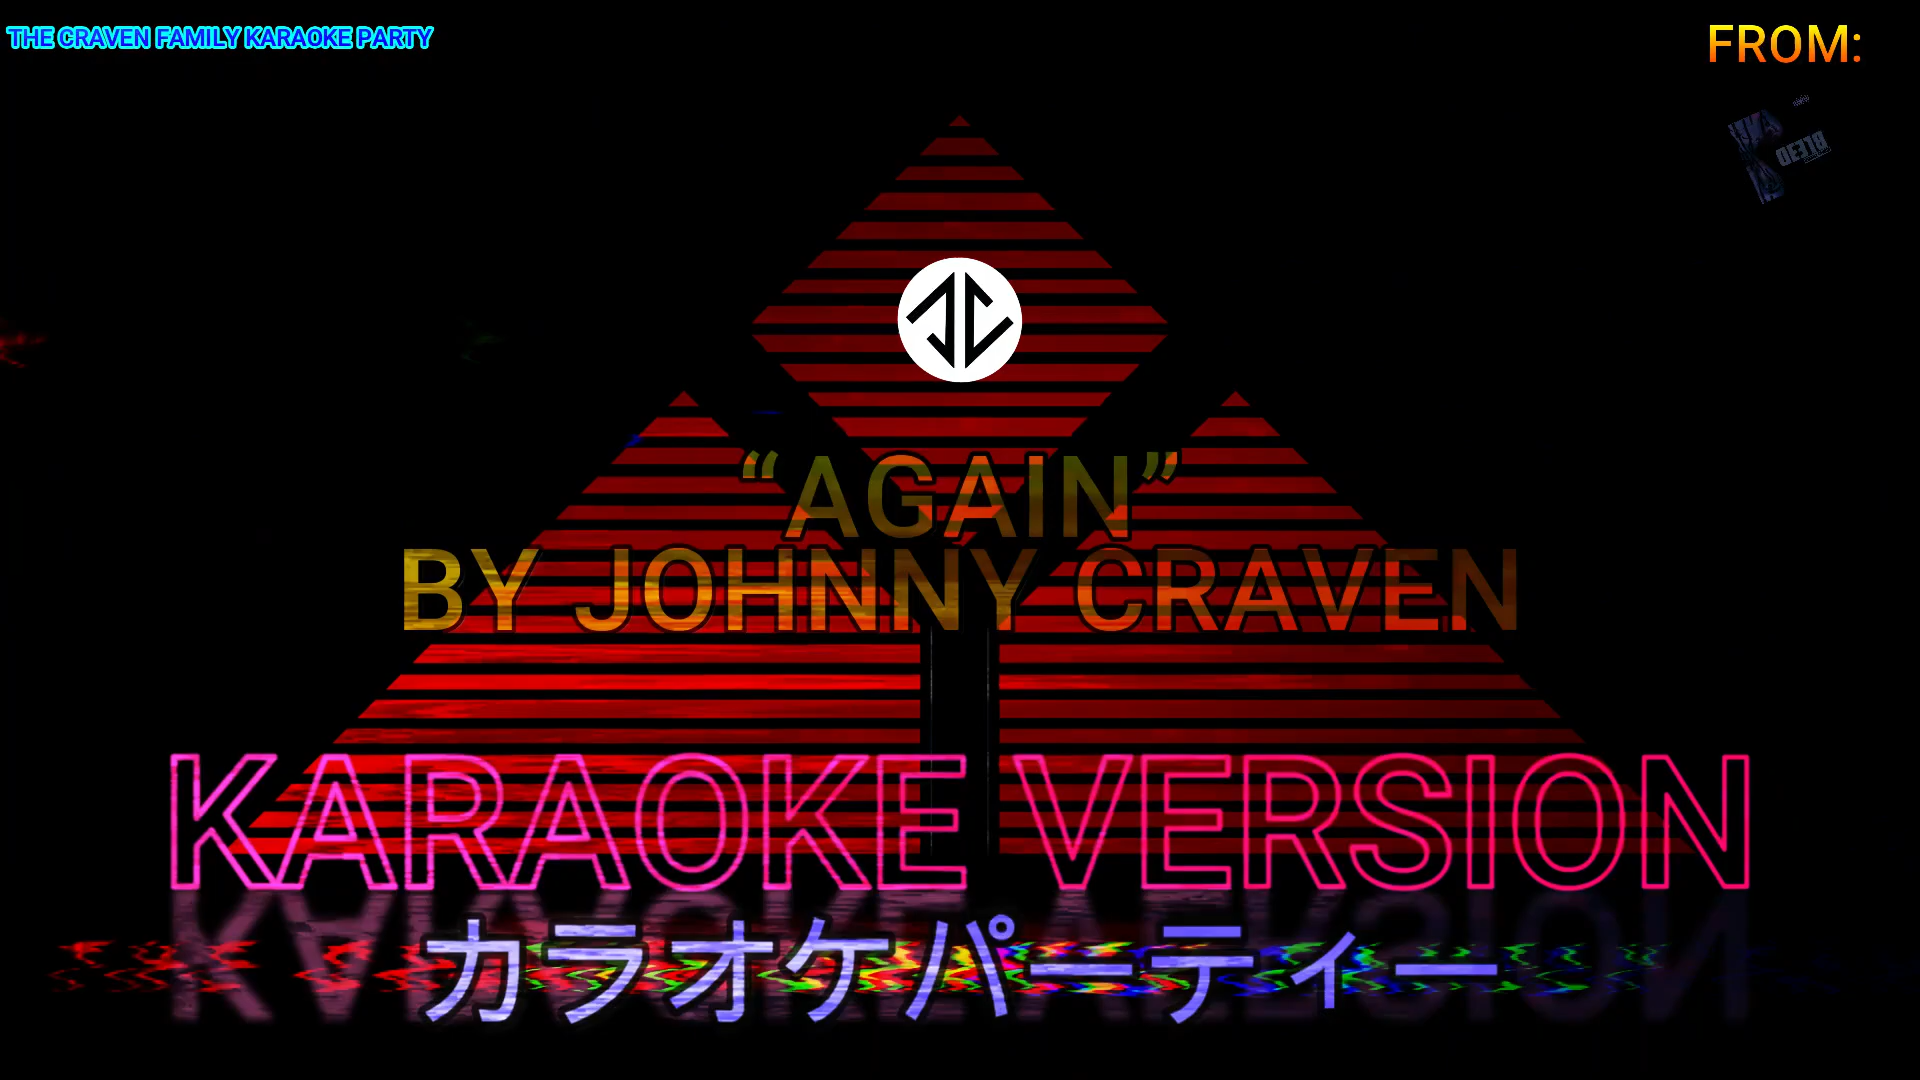 THE CRAVEN FAMILY KARAOKE PARTY
FROM:
BLEED
“AGAIN”
BY JOHNNY CRAVEN
KARAOKE VERSION
カラオケパーティー